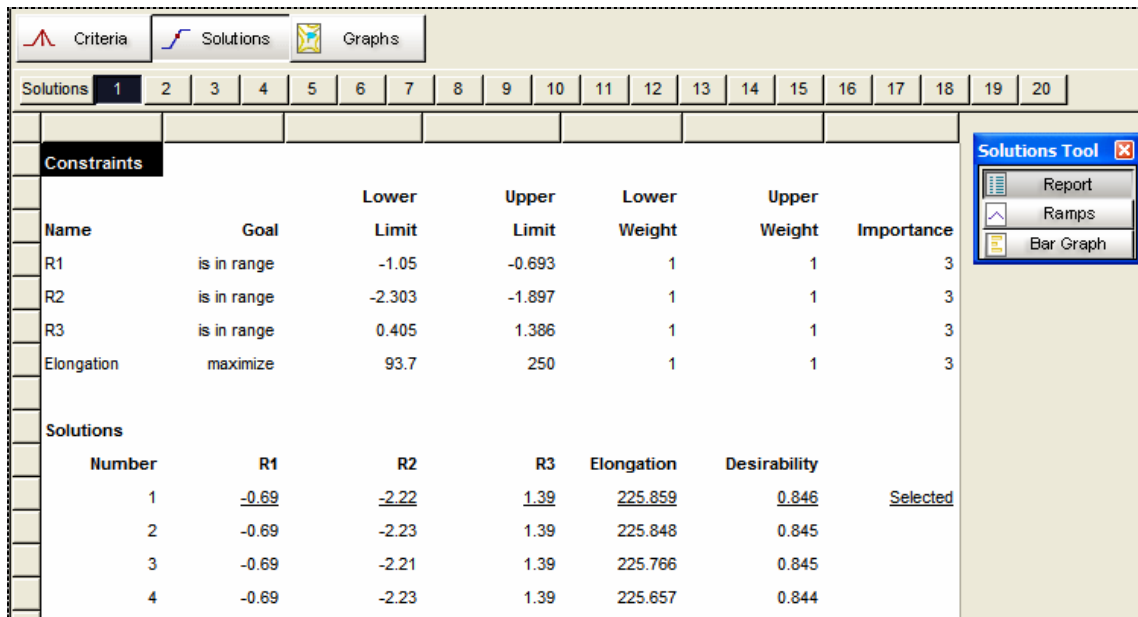 Criteria Solutions Graphs
Solutions 1 2 3 4 5 6 7 8 9 10 11 12 13 14 15 16 17 18 19 20
Constraints
Lower Upper Lower Upper
Name Goal Limit Limit Weight Weight Importance
R1 is in range -1.05 -0.693 1 1 3
R2 is in range -2.303 -1.897 1 1 3
R3 is in range 0.405 1.386 1 1 3
Elongation maximize 93.7 250 1 1 3
Solutions
Number R1 R2 R3 Elongation Desirability
1 -0.69 -2.22 1.39 225.859 0.846 Selected
2 -0.69 -2.23 1.39 225.848 0.845
3 -0.69 -2.21 1.39 225.766 0.845
4 -0.69 -2.23 1.39 225.657 0.844
Solutions Tool
Report
Ramps
Bar Graph